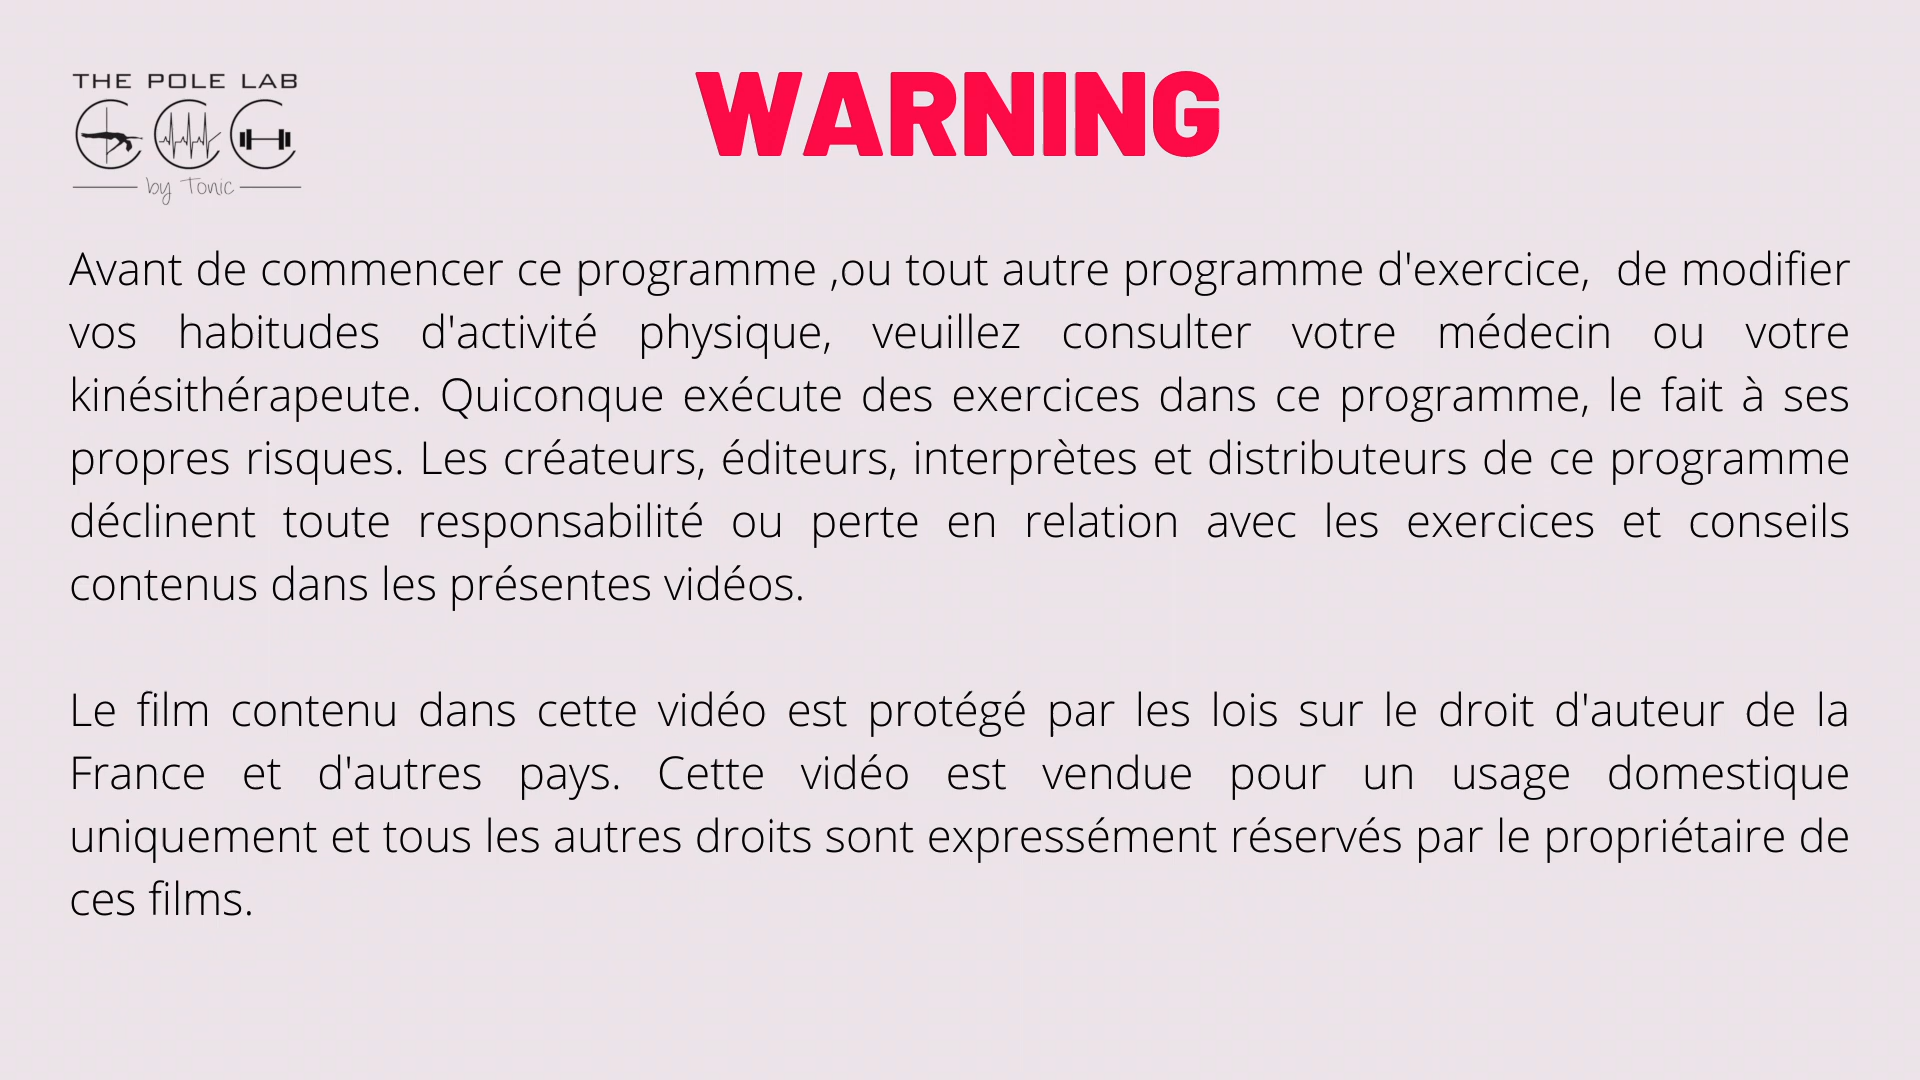 THE POLE LAB
by Tonic
WARNING
Avant de commencer ce programme ,ou tout autre programme d'exercice,  de modifier
vos habitudes d'activité physique, veuillez consulter votre médecin ou votre
kinésithérapeute. Quiconque exécute des exercices dans ce programme, le fait à ses
propres risques. Les créateurs, éditeurs, interprètes et distributeurs de ce programme
déclinent toute responsabilité ou perte en relation avec les exercices et conseils
contenus dans les présentes vidéos.
Le film contenu dans cette vidéo est protégé par les lois sur le droit d'auteur de la
France et d'autres pays. Cette vidéo est vendue pour un usage domestique
uniquement et tous les autres droits sont expressément réservés par le propriétaire de
ces films.